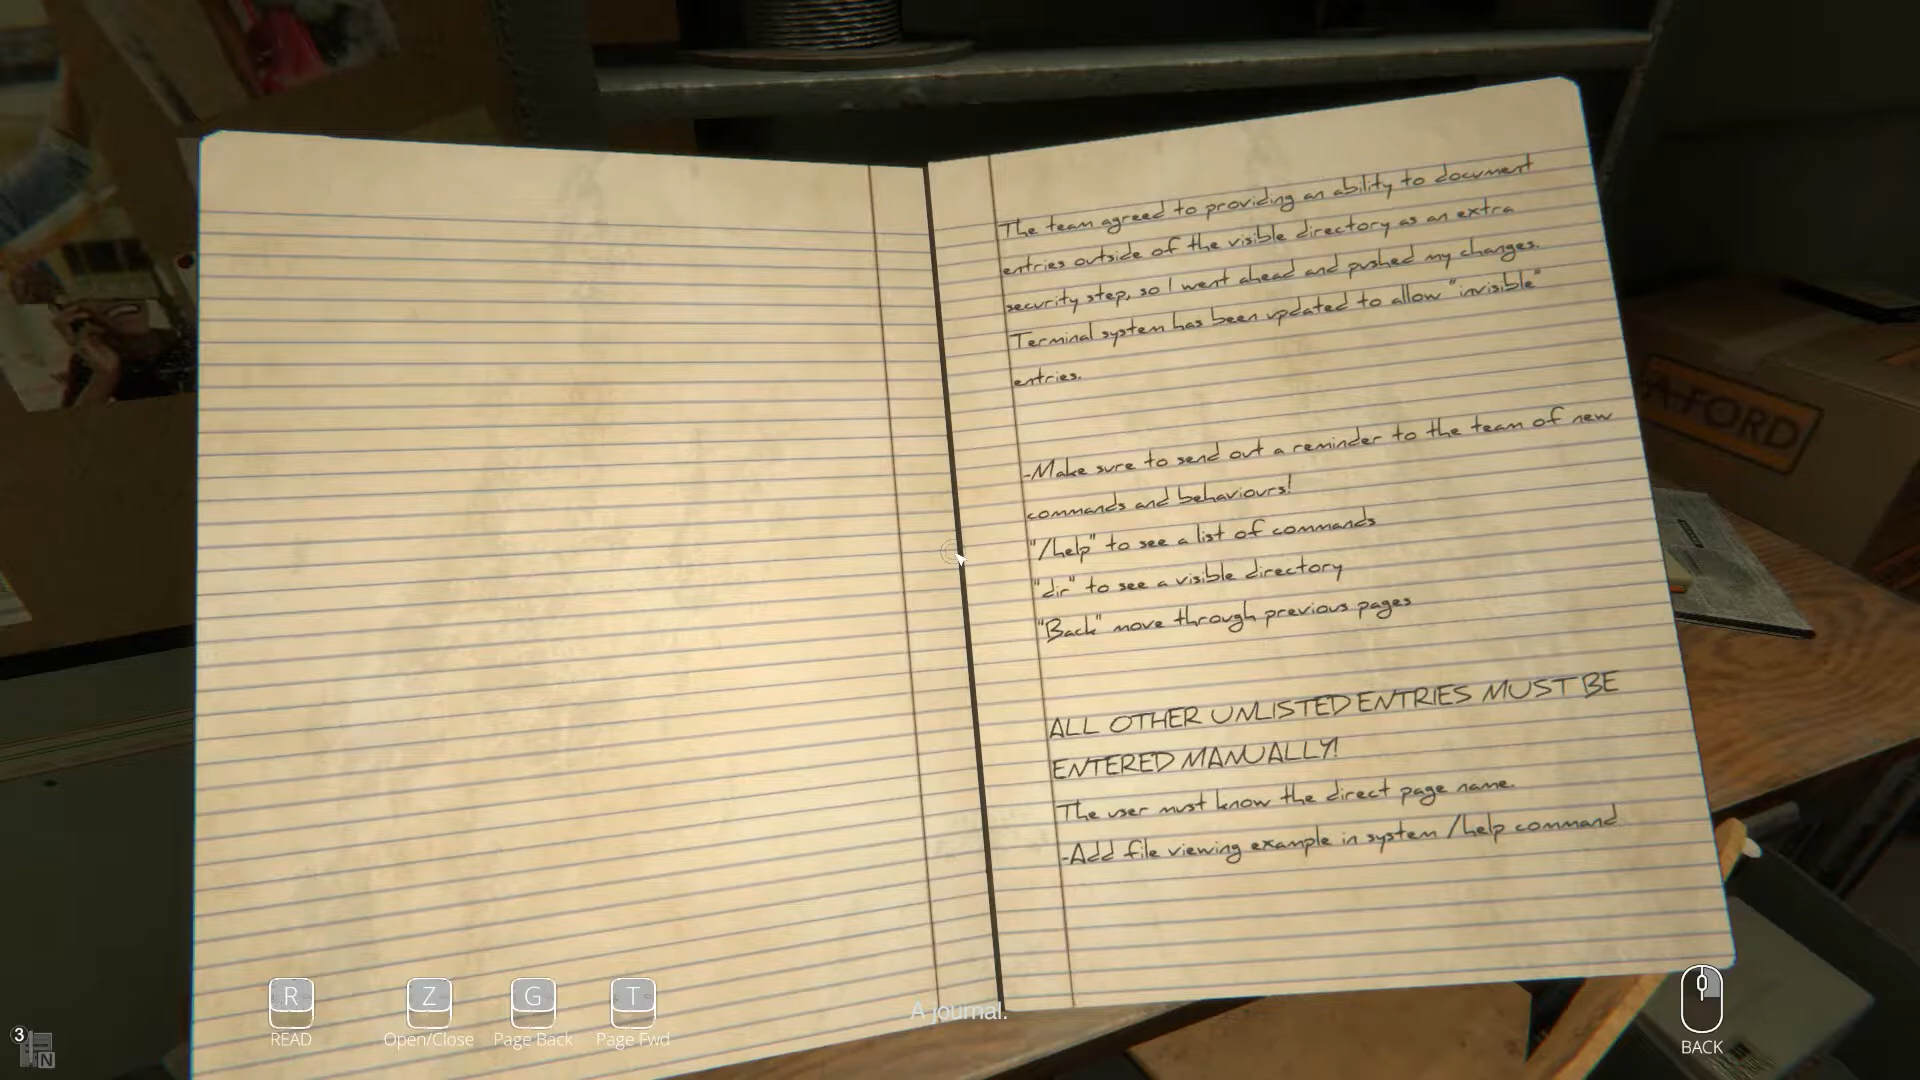 The team agreed to providing an ability to document
entries outside of the visible directory as an extra
security step, so I went ahead and pushed my changes.
Terminal system has been updated to allow "invisible"
entries.
-Make sure to send out a reminder to the team of new
commands and behaviours!
"/help" to see a list of commands
"dir" to see a visible directory
"Back" move through previous pages
ALL OTHER UNLISTED ENTRIES MUST BE
ENTERED MANUALLY!
The user must know the direct page name.
-Add file viewing example in system /help command
A-FORD
A journal.
R
READ
Z
Open/Close
G
Page Back
T
Page Fwd
BACK
3
N